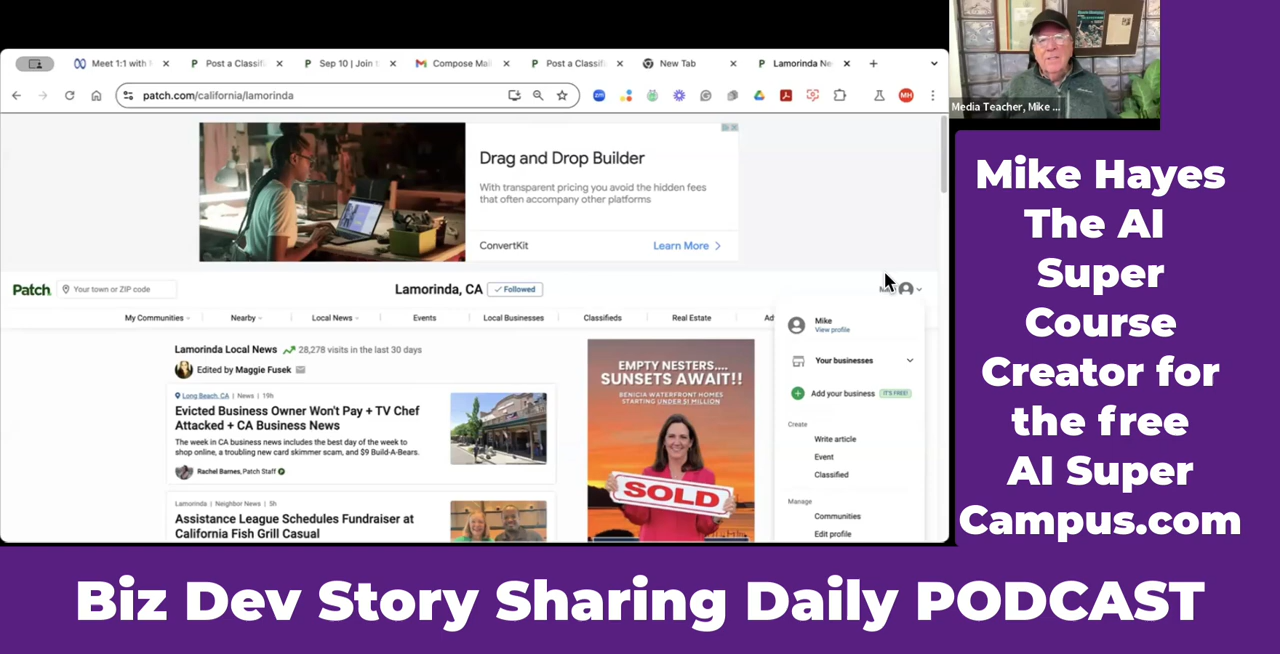 Meet 1:1 with
Post a Classifi
Sep 10 | Join t
Compose Mai
Post a Classifi
New Tab
Lamorinda Ne
patch.com/california/lamorinda
MH
Media Teacher, Mike ...
Drag and Drop Builder
With transparent pricing you avoid the hidden fees
that often accompany other platforms
ConvertKit
Learn More
Patch
Your town or ZIP code
Lamorinda, CA
Followed
My Communities
Nearby
Local News
Events
Local Businesses
Classifieds
Real Estate
Ad
Mike
View profile
Your businesses
Add your business
IT'S FREE!
Create
Write article
Event
Classified
Manage
Communities
Edit profile
Lamorinda Local News 28,278 visits in the last 30 days
Edited by Maggie Fusek
Long Beach, CA | News | 19h
Evicted Business Owner Won't Pay + TV Chef
Attacked + CA Business News
The week in CA business news includes the best day of the week to
shop online, a troubling new card skimmer scam, and $9 Build-A-Bears.
Rachel Barnes, Patch Staff
Lamorinda | Neighbor News | 5h
Assistance League Schedules Fundraiser at
California Fish Grill Casual
EMPTY NESTERS....
SUNSETS AWAIT!!
BENICIA WATERFRONT HOMES
STARTING UNDER $1 MILLION
SOLD
Mike Hayes
The AI
Super
Course
Creator for
the free
AI Super
Campus.com
Biz Dev Story Sharing Daily PODCAST